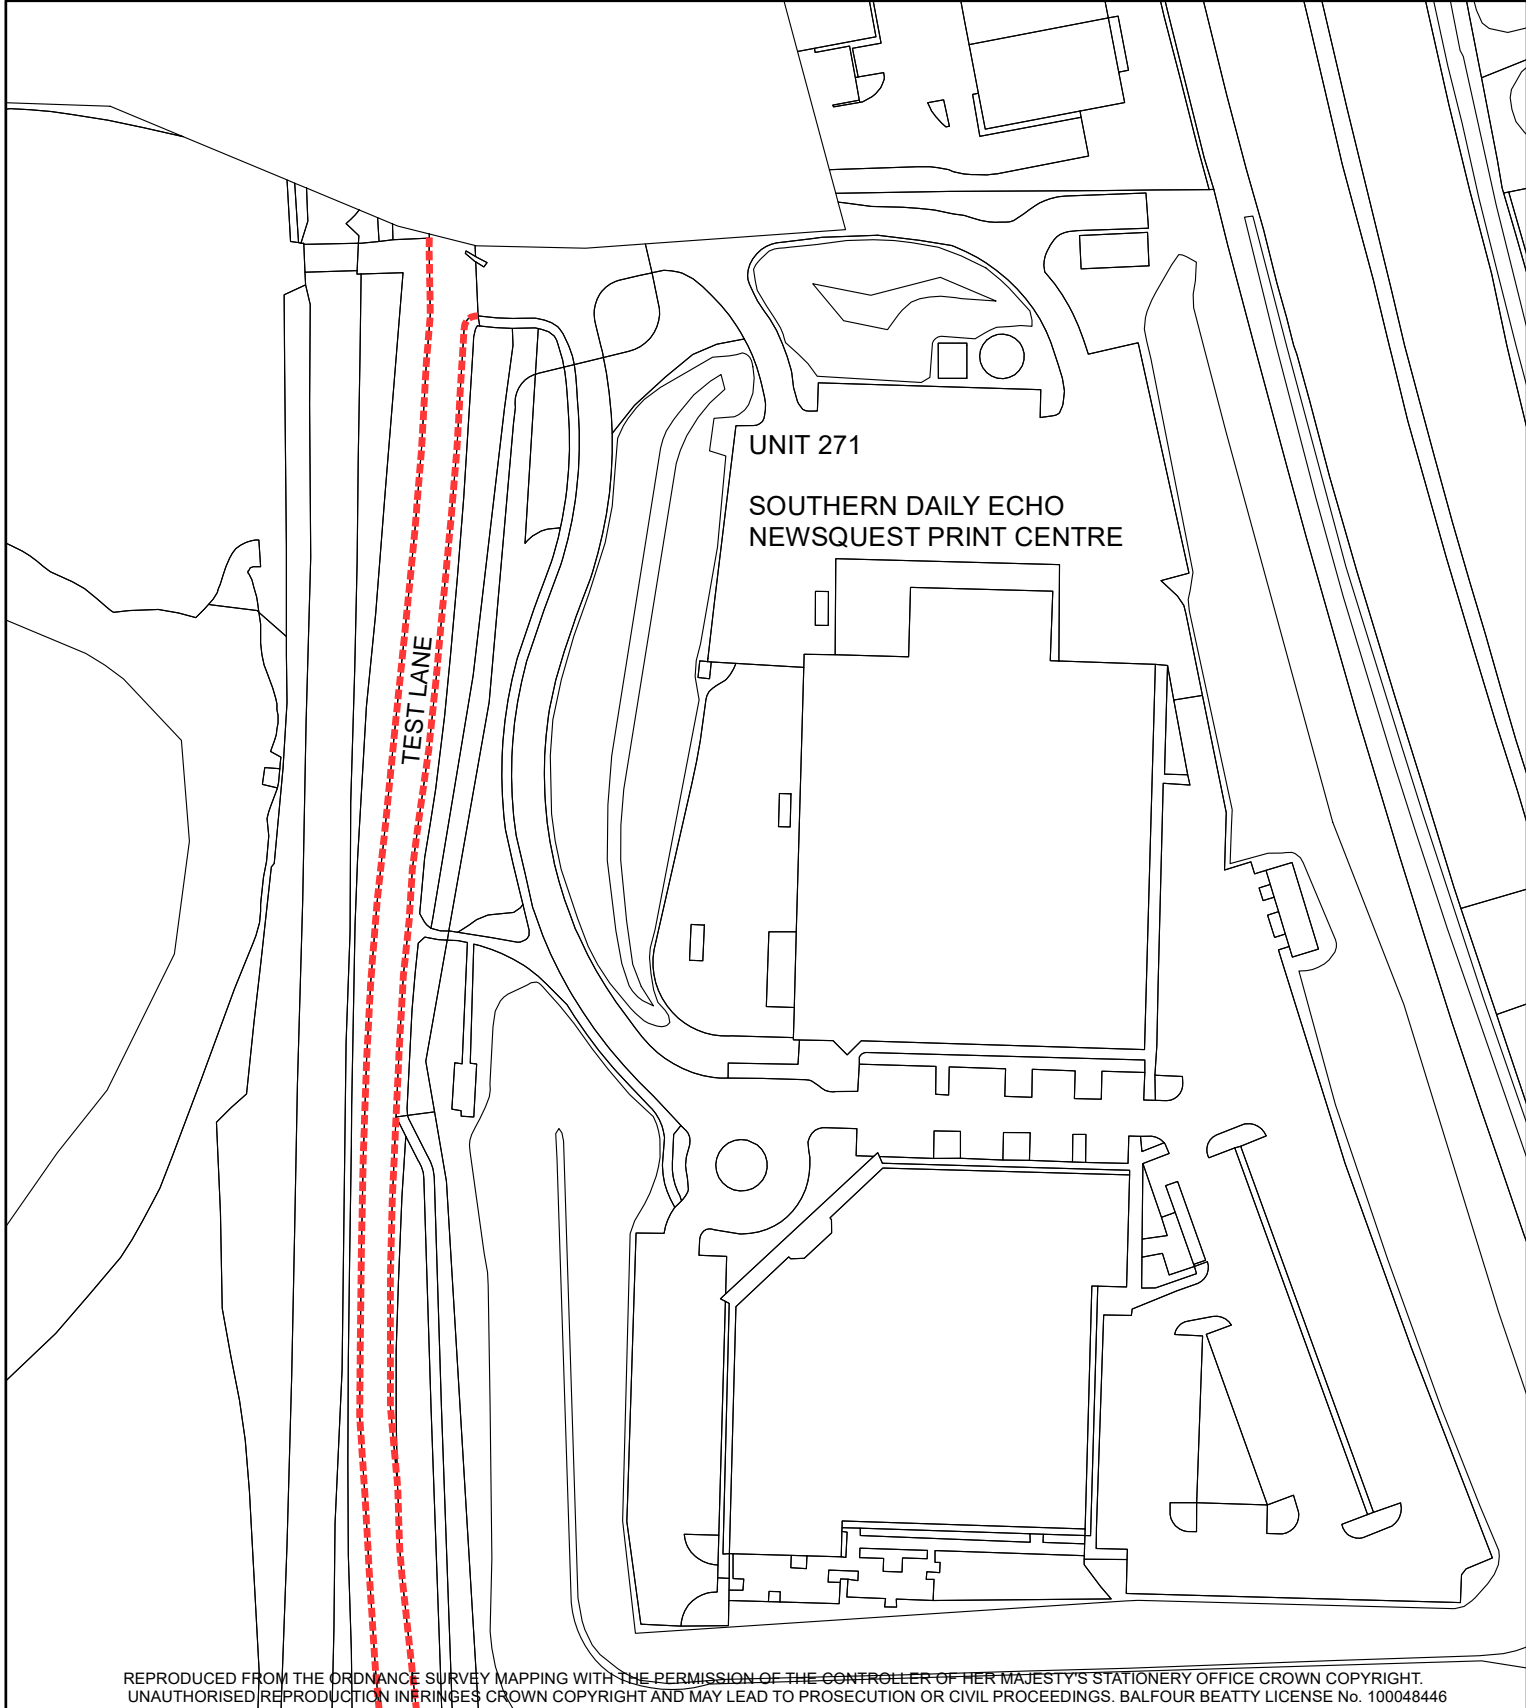 UNIT 271
SOUTHERN DAILY ECHO
NEWSQUEST PRINT CENTRE
TEST LANE
REPRODUCED FROM THE ORDNANCE SURVEY MAPPING WITH THE PERMISSION OF THE CONTROLLER OF HER MAJESTY'S STATIONERY OFFICE CROWN COPYRIGHT.
UNAUTHORISED REPRODUCTION INFRINGES CROWN COPYRIGHT AND MAY LEAD TO PROSECUTION OR CIVIL PROCEEDINGS. BALFOUR BEATTY LICENSE No. 100048446